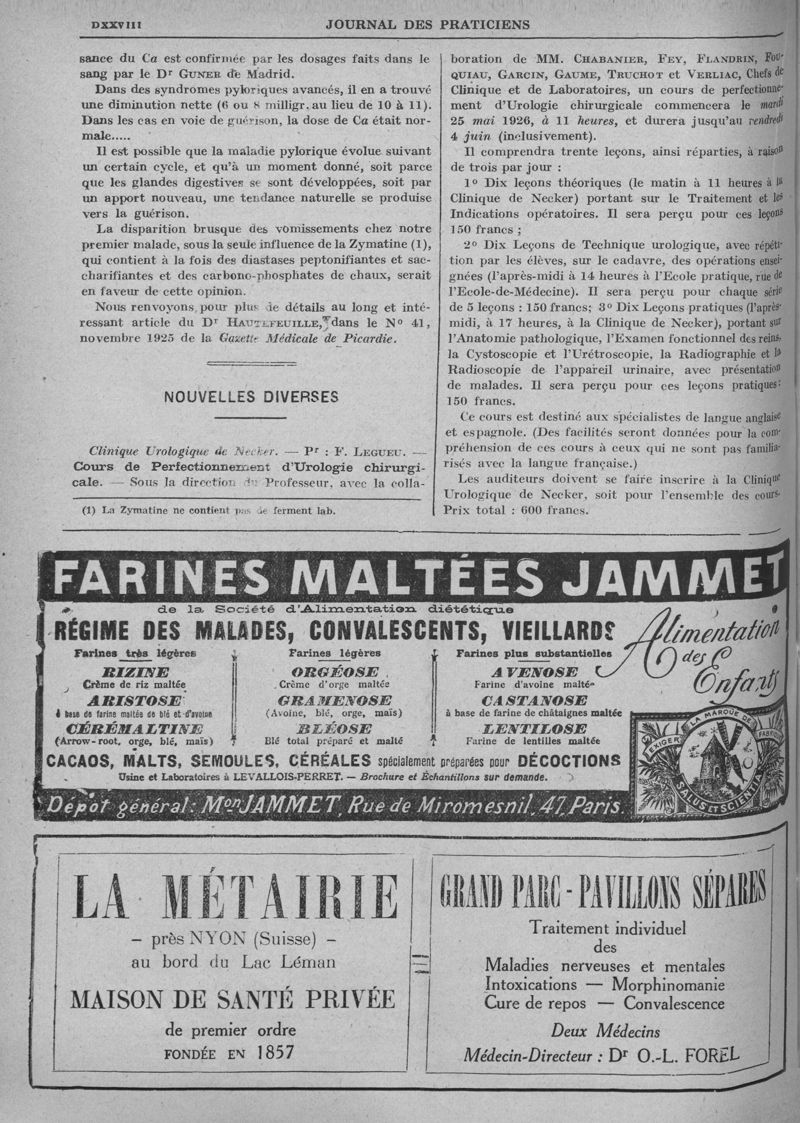 DXXVIII
JOURNAL DES PRATICIENS
sance du Ca est confirmée par les dosages faits dans le
sang par le Dr GUNER de Madrid.
Dans des syndromes pyloriques avancés, il en a trouvé
une diminution nette (6 ou 8 milligr. au lieu de 10 à 11).
Dans les cas en voie de guérison, la dose de Ca était nor-
male.....
Il est possible que la maladie pylorique évolue suivant
un certain cycle, et qu'à un moment donné, soit parce
que les glandes digestives se sont développées, soit par
un apport nouveau, une tendance naturelle se produise
vers la guérison.
La disparition brusque des vomissements chez notre
premier malade, sous la seule influence de la Zymatine (1),
qui contient à la fois des diastases peptonifiantes et sac-
charifiantes et des carbono-phosphates de chaux, serait
en faveur de cette opinion.
Nous renvoyons pour plus de détails au long et inté-
ressant article du Dr HAUTEFEUILLE, dans le N° 41,
novembre 1925 de la Gazette Médicale de Picardie.
NOUVELLES DIVERSES
Clinique Urologique de Necker. — Pr : F. LEGUEU. —
Cours de Perfectionnement d'Urologie chirurgi-
cale. — Sous la direction du Professeur, avec la colla-
(1) La Zymatine ne contient pas de ferment lab.
boration de MM. CHABANIER, FEY, FLANDRIN, FOU-
QUIAU, GARCIN, GAUME, TRUCHOT et VERLIAC, Chefs de
Clinique et de Laboratoires, un cours de perfectionne-
ment d'Urologie chirurgicale commencera le mardi
25 mai 1926, à 11 heures, et durera jusqu'au vendredi
4 juin (inclusivement).
Il comprendra trente leçons, ainsi réparties, à raison
de trois par jour :
1° Dix leçons théoriques (le matin à 11 heures à la
Clinique de Necker) portant sur le Traitement et les
Indications opératoires. Il sera perçu pour ces leçons
150 francs ;
2° Dix Leçons de Technique urologique, avec répéti-
tion par les élèves, sur le cadavre, des opérations ensei-
gnées (l'après-midi à 14 heures à l'Ecole pratique, rue de
l'Ecole-de-Médecine). Il sera perçu pour chaque série
de 5 leçons : 150 francs; 3° Dix Leçons pratiques (l'après-
midi, à 17 heures, à la Clinique de Necker), portant sur
l'Anatomie pathologique, l'Examen fonctionnel des reins,
la Cystoscopie et l'Urétroscopie, la Radiographie et la
Radioscopie de l'appareil urinaire, avec présentation
de malades. Il sera perçu pour ces leçons pratiques:
150 francs.
Ce cours est destiné aux spécialistes de langue anglaise
et espagnole. (Des facilités seront données pour la com-
préhension de ces cours à ceux qui ne sont pas familia-
risés avec la langue française.)
Les auditeurs doivent se faire inscrire à la Clinique
Urologique de Necker, soit pour l'ensemble des cours.
Prix total : 600 francs.
FARINES MALTÉES JAMMET
de la Société d'Alimentation diététique
RÉGIME DES MALADES, CONVALESCENTS, VIEILLARDS
Alimentation
des
Enfants
Farines très légères
RIZINE
Crème de riz maltée
ARISTOSE
à base de farine maltée de blé et d'avoine
CÉRÉMALTINE
(Arrow-root, orge, blé, maïs)
Farines légères
ORGÉOSE
Crème d'orge maltée
GRAMENOSE
(Avoine, blé, orge, maïs)
BLÉOSE
Blé total préparé et malté
Farines plus substantielles
AVENOSE
Farine d'avoine maltée
CASTANOSE
à base de farine de châtaignes maltée
LENTILOSE
Farine de lentilles maltée
CACAOS, MALTS, SEMOULES, CÉRÉALES spécialement préparées pour DÉCOCTIONS
Usine et Laboratoires à LEVALLOIS-PERRET. — Brochure et Échantillons sur demande.
EXIGER LA MARQUE DE FABRIQUE
SALUS ET SCIENTIA
Dépôt général: Mon JAMMET, Rue de Miromesnil, 47, Paris.
LA MÉTAIRIE
– près NYON (Suisse) –
au bord du Lac Léman
MAISON DE SANTÉ PRIVÉE
de premier ordre
FONDÉE EN 1857
GRAND PARC - PAVILLONS SÉPARÉS
Traitement individuel
des
Maladies nerveuses et mentales
Intoxications — Morphinomanie
Cure de repos — Convalescence
Deux Médecins
Médecin-Directeur : Dr O.-L. FOREL